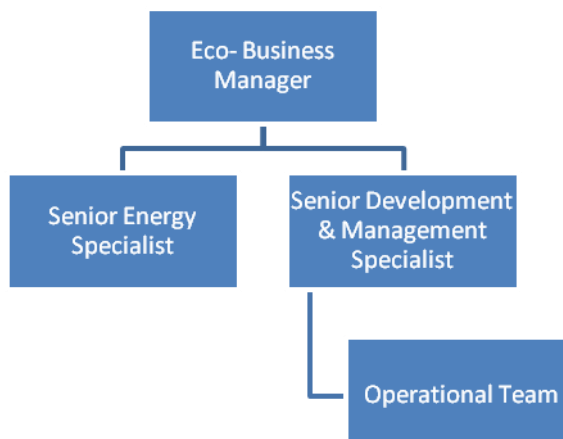 Eco- Business
Manager
Senior Energy
Specialist
Senior Development
& Management
Specialist
Operational Team